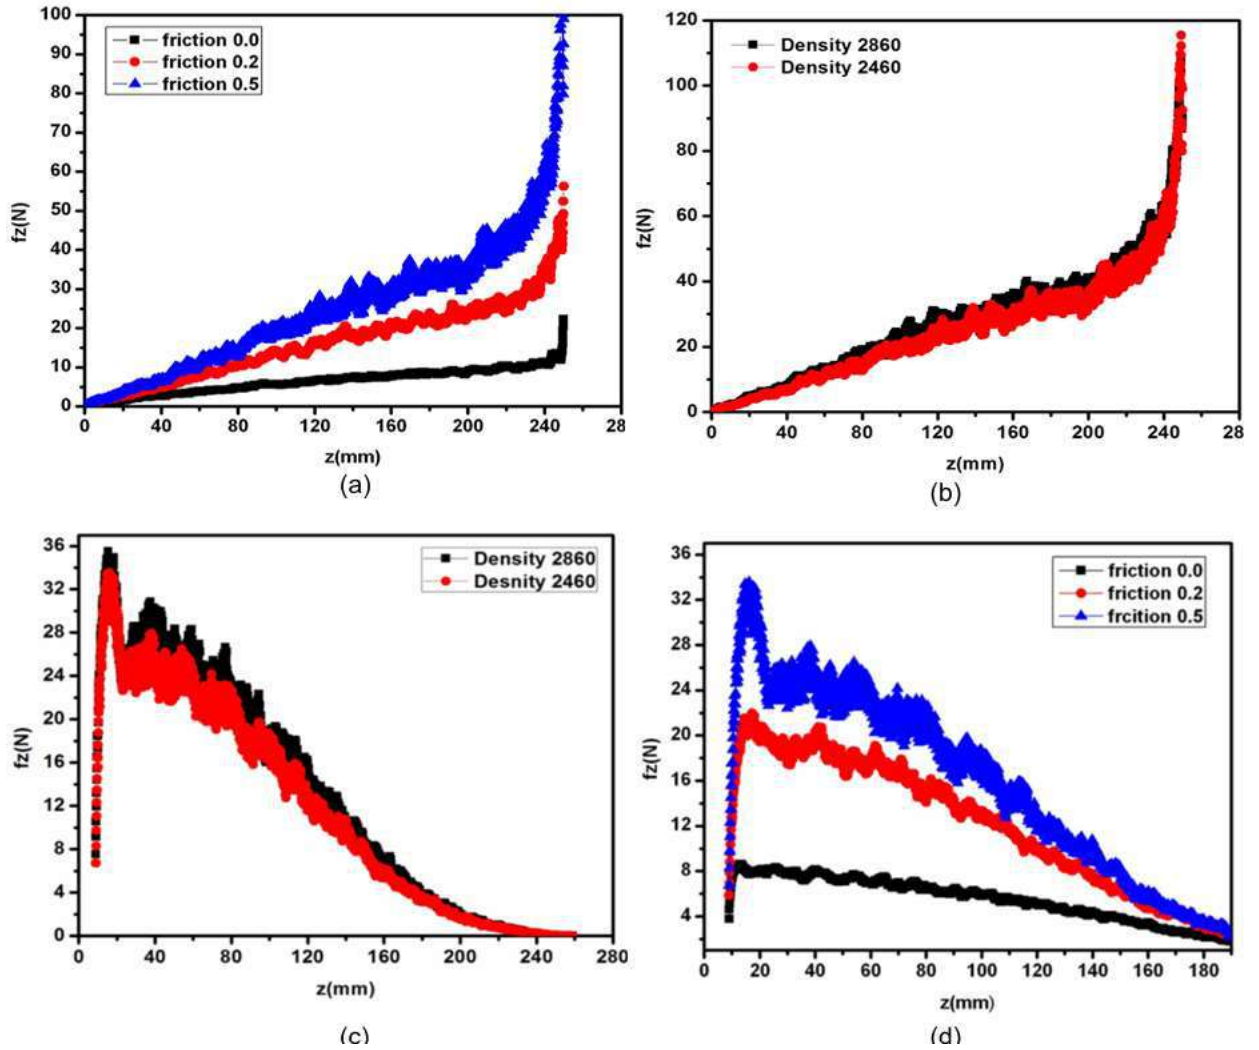 100
90
80
70
60
50
40
30
20
10
0
fz(N)
friction 0.0
friction 0.2
friction 0.5
0 40 80 120 160 200 240 28
z(mm)
(a)
120
100
80
60
40
20
0
fz(N)
Density 2860
Density 2460
0 40 80 120 160 200 240 28
z(mm)
(b)
36
32
28
24
20
16
12
8
4
0
fz(N)
Density 2860
Desnity 2460
0 40 80 120 160 200 240 280
z(mm)
(c)
36
32
28
24
20
16
12
8
4
fz(N)
friction 0.0
friction 0.2
frcition 0.5
0 20 40 60 80 100 120 140 160 180
z(mm)
(d)